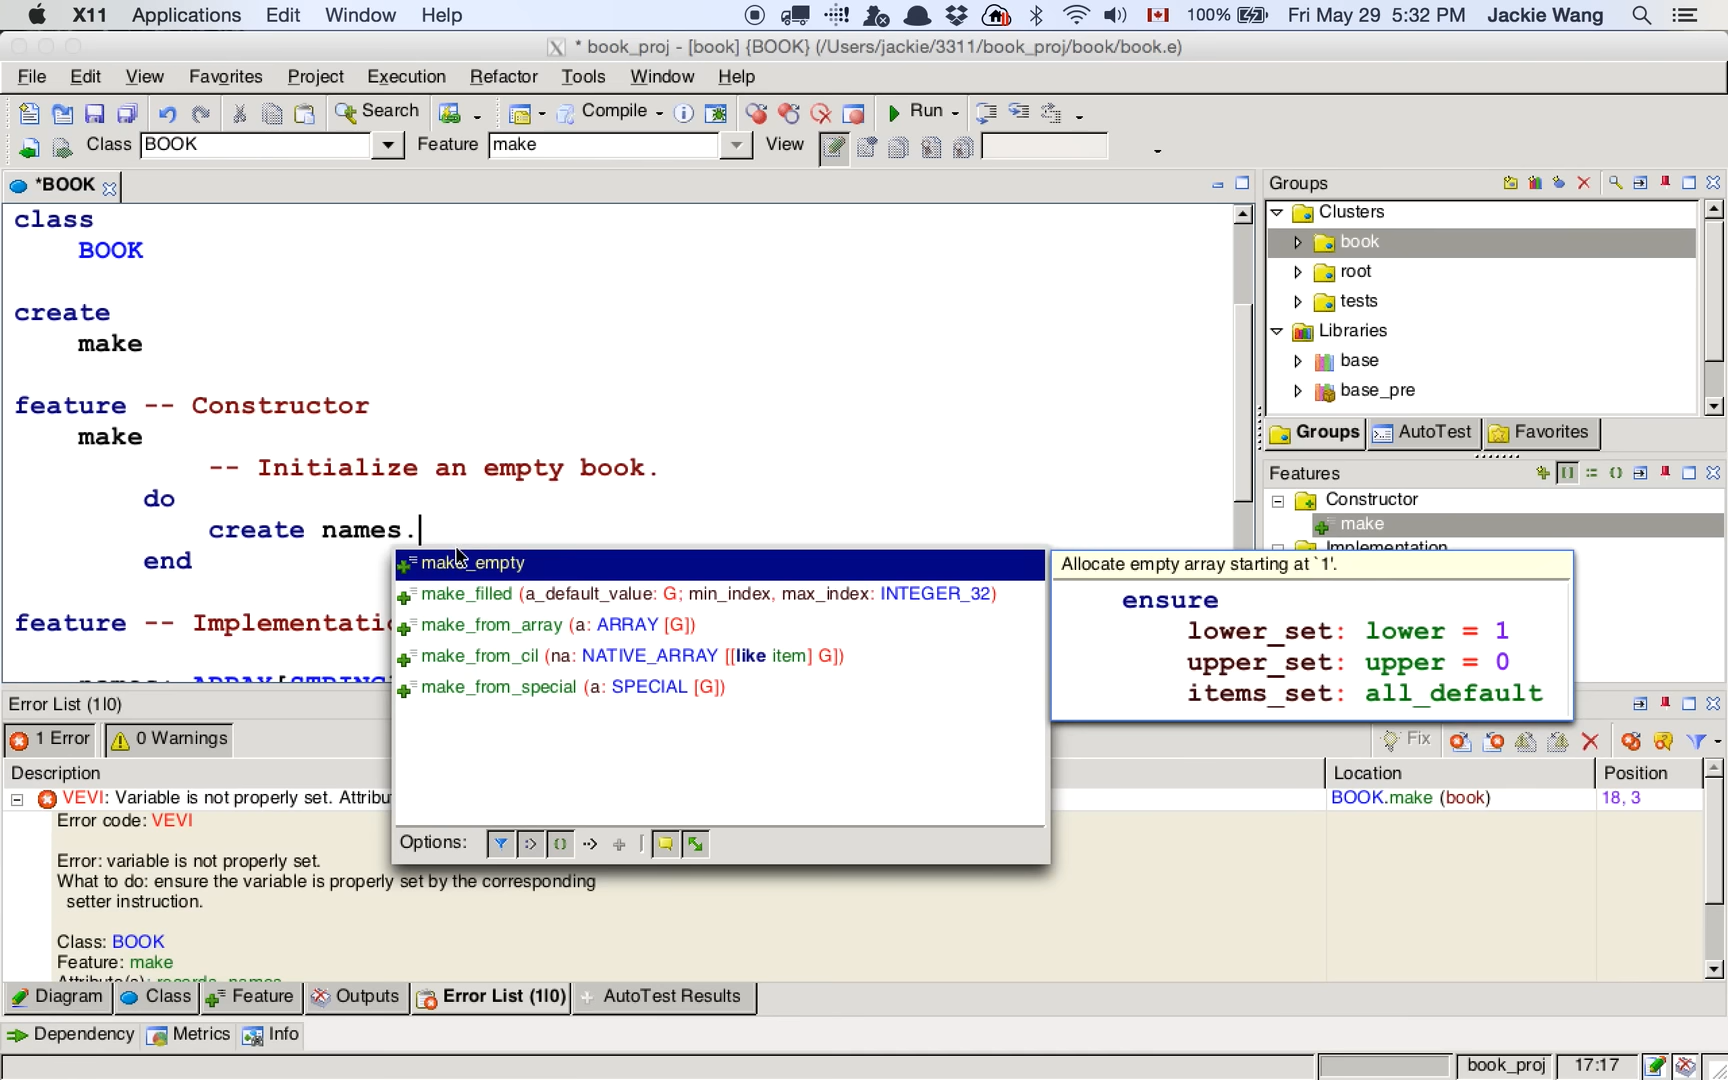 X11 Applications Edit Window Help 100% Fri May 29 5:32 PM Jackie Wang
* book_proj - [book] {BOOK} (/Users/jackie/3311/book_proj/book/book.e)
File Edit View Favorites Project Execution Refactor Tools Window Help
Search Compile Run
Class BOOK Feature make View
*BOOK
class
BOOK
create
make
feature -- Constructor
make
-- Initialize an empty book.
do
create names.
end
feature --
make_empty
make_filled (a_default_value: G; min_index, max_index: INTEGER_32)
make_from_array (a: ARRAY [G])
make_from_cil (na: NATIVE_ARRAY [[like item] G])
make_from_special (a: SPECIAL [G])
Options:
Allocate empty array starting at `1'.
ensure
lower_set: lower = 1
upper_set: upper = 0
items_set: all_default
Groups
Clusters
book
root
tests
Libraries
base
base_pre
Groups AutoTest Favorites
Features
Constructor
make
Implementation
Error List (1|0)
1 Error 0 Warnings
Fix
Description Location Position
VEVI: Variable is not properly set. BOOK.make (book) 18, 3
Error code: VEVI
Error: variable is not properly set.
What to do: ensure the variable is properly set by the corresponding
setter instruction.
Class: BOOK
Feature: make
Diagram Class Feature Outputs Error List (1|0) AutoTest Results
Dependency Metrics Info
book_proj 17:17